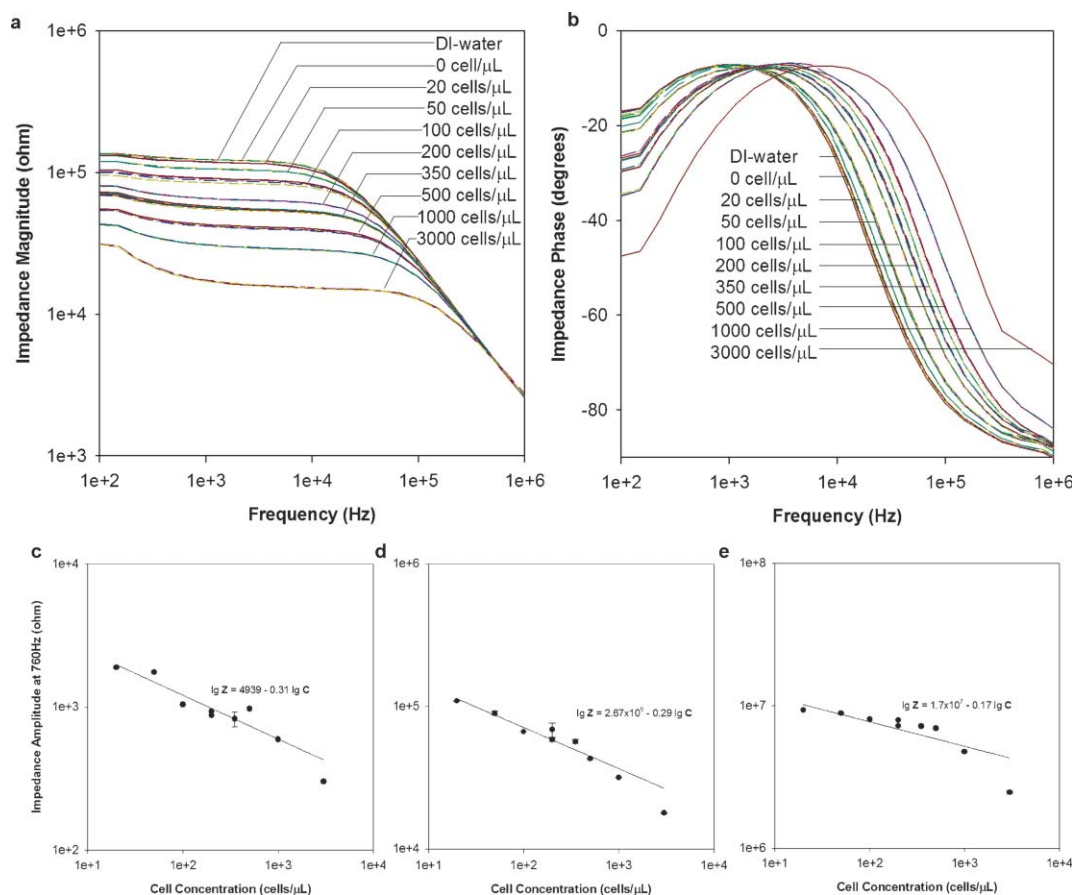 a
1e+6
1e+5
1e+4
1e+3
Impedance Magnitude (ohm)
DI-water
0 cell/μL
20 cells/μL
50 cells/μL
100 cells/μL
200 cells/μL
350 cells/μL
500 cells/μL
1000 cells/μL
3000 cells/μL
1e+2 1e+3 1e+4 1e+5 1e+6
Frequency (Hz)
b
0
-20
-40
-60
-80
Impedance Phase (degrees)
DI-water
0 cell/μL
20 cells/μL
50 cells/μL
100 cells/μL
200 cells/μL
350 cells/μL
500 cells/μL
1000 cells/μL
3000 cells/μL
1e+2 1e+3 1e+4 1e+5 1e+6
Frequency (Hz)
c
1e+4
1e+3
1e+2
Impedance Amplitude at 760Hz (ohm)
lg Z = 4939 - 0.31 lg C
1e+1 1e+2 1e+3 1e+4
Cell Concentration (cells/μL)
d
1e+6
1e+5
1e+4
lg Z = 2.67x10⁵ - 0.29 lg C
1e+1 1e+2 1e+3 1e+4
Cell Concentration (cells/μL)
e
1e+8
1e+7
1e+6
lg Z = 1.7x10⁷ - 0.17 lg C
1e+1 1e+2 1e+3 1e+4
Cell Concentration (cells/μL)